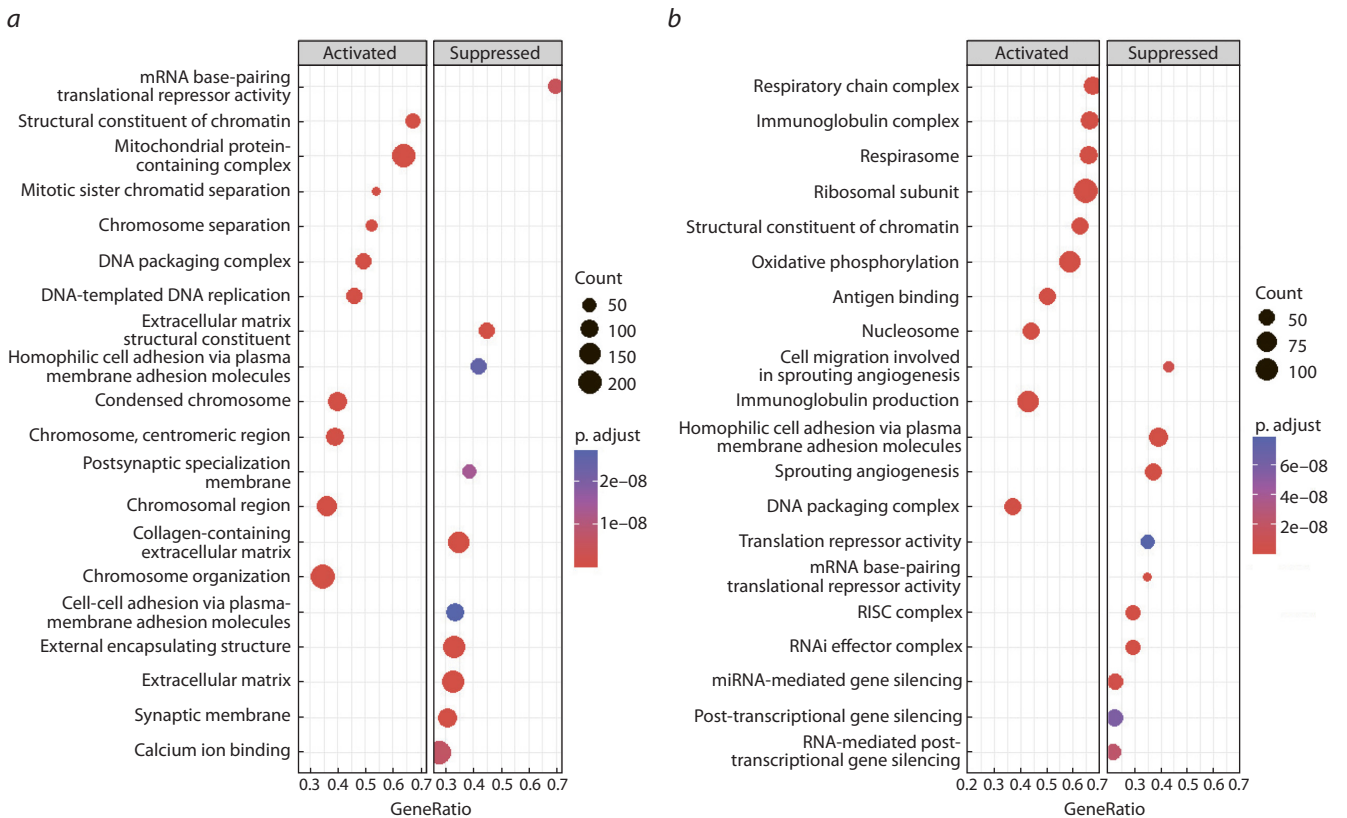 a
Activated
Suppressed
mRNA base-pairing
translational repressor activity
Structural constituent of chromatin
Mitochondrial protein-
containing complex
Mitotic sister chromatid separation
Chromosome separation
DNA packaging complex
DNA-templated DNA replication
Extracellular matrix
structural constituent
Homophilic cell adhesion via plasma
membrane adhesion molecules
Condensed chromosome
Chromosome, centromeric region
Postsynaptic specialization
membrane
Chromosomal region
Collagen-containing
extracellular matrix
Chromosome organization
Cell-cell adhesion via plasma-
membrane adhesion molecules
External encapsulating structure
Extracellular matrix
Synaptic membrane
Calcium ion binding
0.3 0.4 0.5 0.6 0.7 0.3 0.4 0.5 0.6 0.7
GeneRatio
Count
50
100
150
200
p. adjust
2e−08
1e−08
b
Activated
Suppressed
Respiratory chain complex
Immunoglobulin complex
Respirasome
Ribosomal subunit
Structural constituent of chromatin
Oxidative phosphorylation
Antigen binding
Nucleosome
Cell migration involved
in sprouting angiogenesis
Immunoglobulin production
Homophilic cell adhesion via plasma
membrane adhesion molecules
Sprouting angiogenesis
DNA packaging complex
Translation repressor activity
mRNA base-pairing
translational repressor activity
RISC complex
RNAi effector complex
miRNA-mediated gene silencing
Post-transcriptional gene silencing
RNA-mediated post-
transcriptional gene silencing
0.2 0.3 0.4 0.5 0.6 0.7 0.3 0.4 0.5 0.6 0.7
GeneRatio
Count
50
75
100
p. adjust
6e−08
4e−08
2e−08